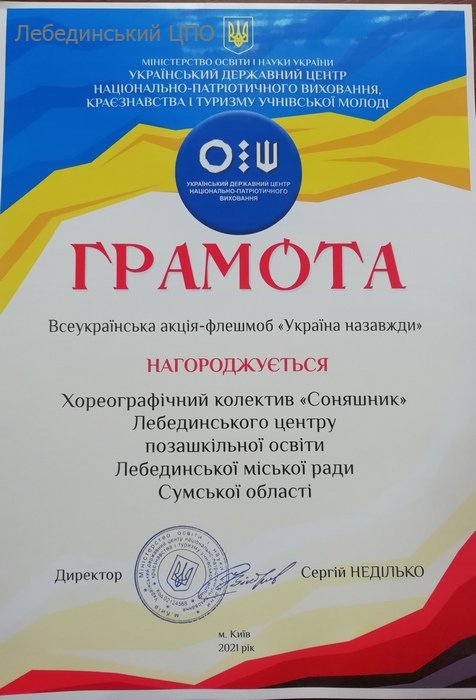 Лебединський ЦПО
МІНІСТЕРСТВО ОСВІТИ І НАУКИ УКРАЇНИ
УКРАЇНСЬКИЙ ДЕРЖАВНИЙ ЦЕНТР
НАЦІОНАЛЬНО-ПАТРІОТИЧНОГО ВИХОВАННЯ,
КРАЄЗНАВСТВА І ТУРИЗМУ УЧНІВСЬКОЇ МОЛОДІ
УКРАЇНСЬКИЙ ДЕРЖАВНИЙ ЦЕНТР
НАЦІОНАЛЬНО-ПАТРІОТИЧНОГО
ВИХОВАННЯ
ГРАМОТА
Всеукраїнська акція-флешмоб «Україна назавжди»
НАГОРОДЖУЄТЬСЯ
Хореографічний колектив «Соняшник»
Лебединського центру
позашкільної освіти
Лебединської міської ради
Сумської області
Директор
Сергій НЕДІЛЬКО
м. Київ
2021 рік